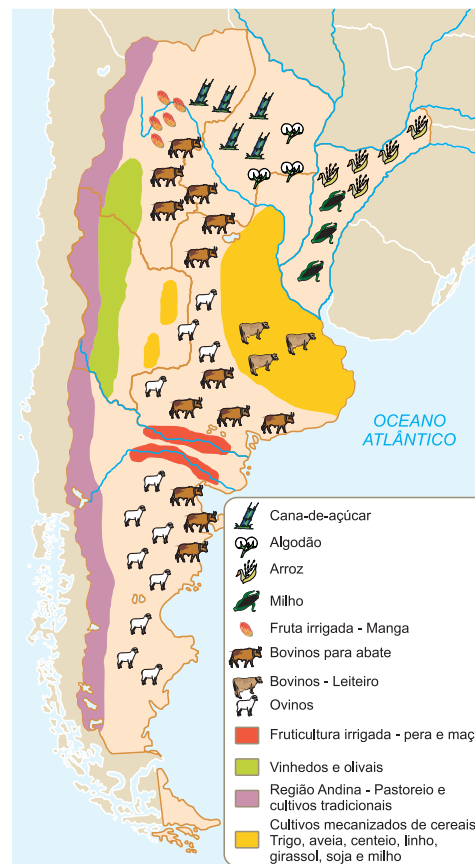 OCEANO
ATLÂNTICO
Cana-de-açúcar
Algodão
Arroz
Milho
Fruta irrigada - Manga
Bovinos para abate
Bovinos - Leiteiro
Ovinos
Fruticultura irrigada - pera e maç
Vinhedos e olivais
Região Andina - Pastoreio e
cultivos tradicionais
Cultivos mecanizados de cereais
Trigo, aveia, centeio, linho,
girassol, soja e milho